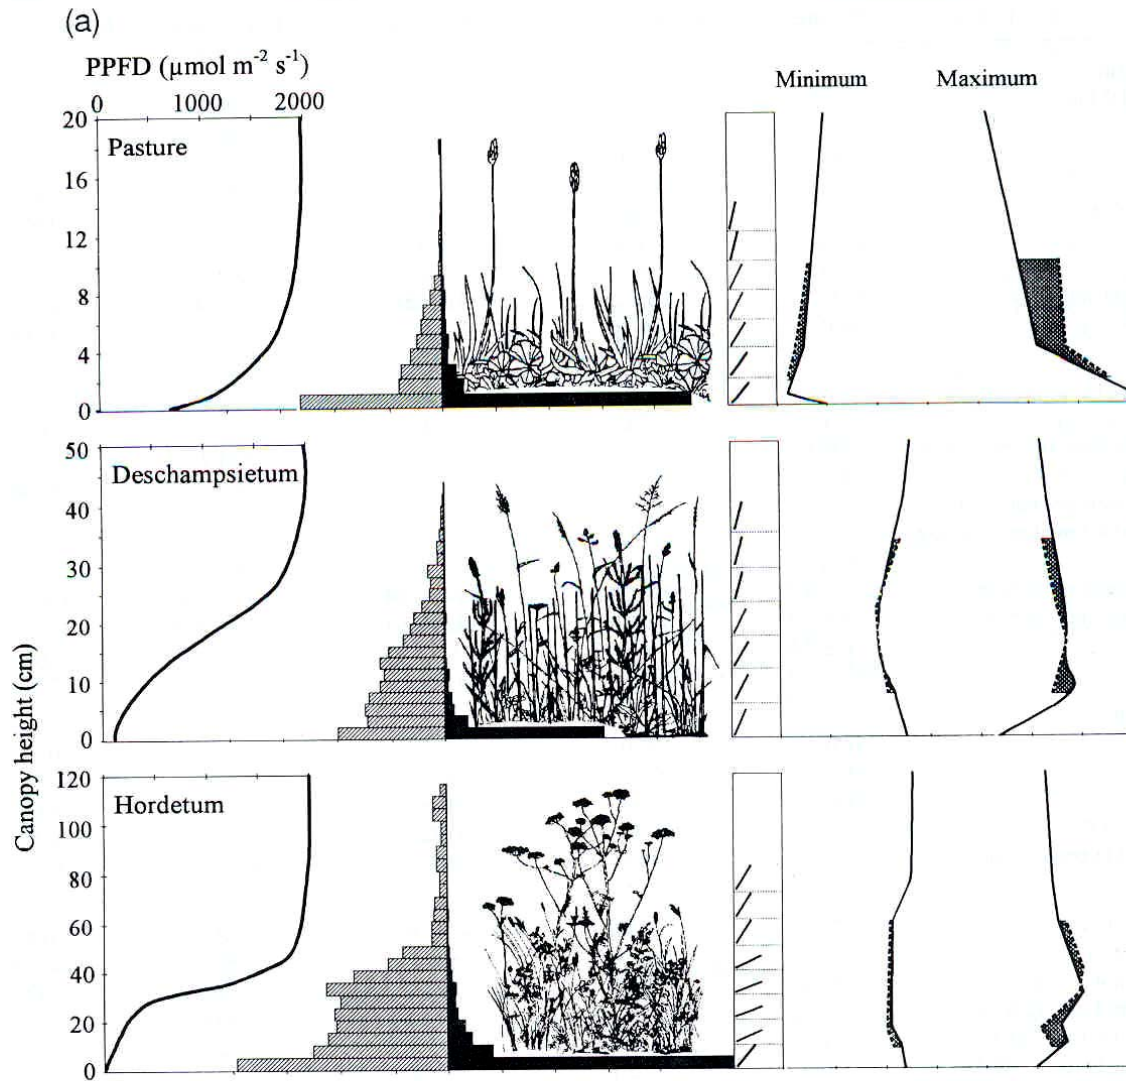 (a)
PPFD (µmol m⁻² s⁻¹)
0 1000 2000
Minimum Maximum
20
Pasture
16
12
8
4
0
50
Deschampsietum
40
30
20
10
0
Canopy height (cm)
120
Hordetum
100
80
60
40
20
0